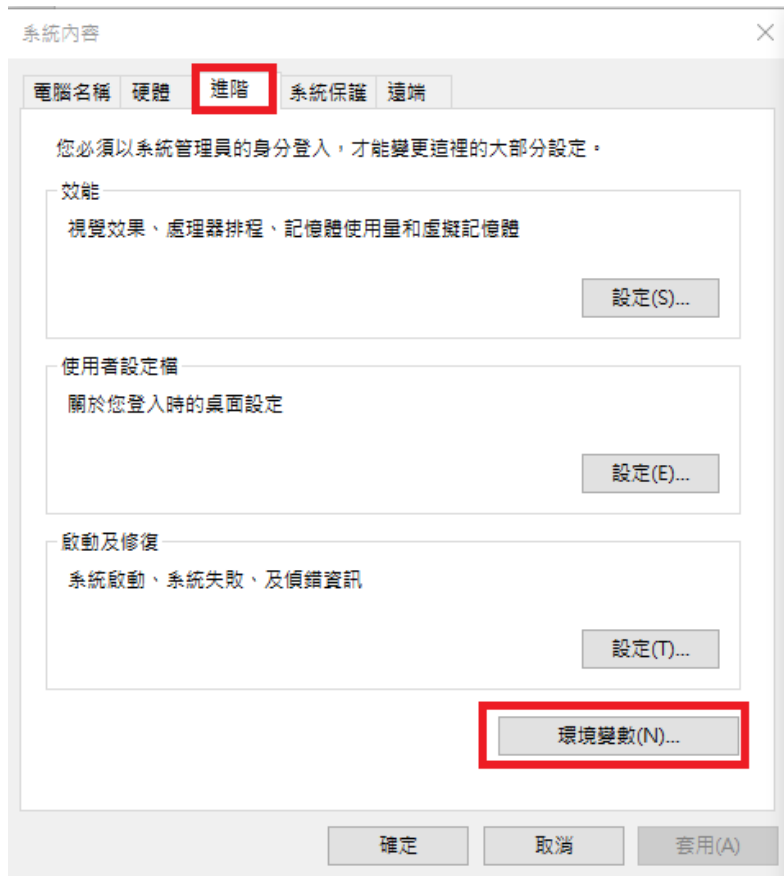 系統內容
電腦名稱 硬體 進階 系統保護 遠端
您必須以系統管理員的身分登入，才能變更這裡的大部分設定。
效能
視覺效果、處理器排程、記憶體使用量和虛擬記憶體
設定(S)...
使用者設定檔
關於您登入時的桌面設定
設定(E)...
啟動及修復
系統啟動、系統失敗、及偵錯資訊
設定(T)...
環境變數(N)...
確定 取消 套用(A)